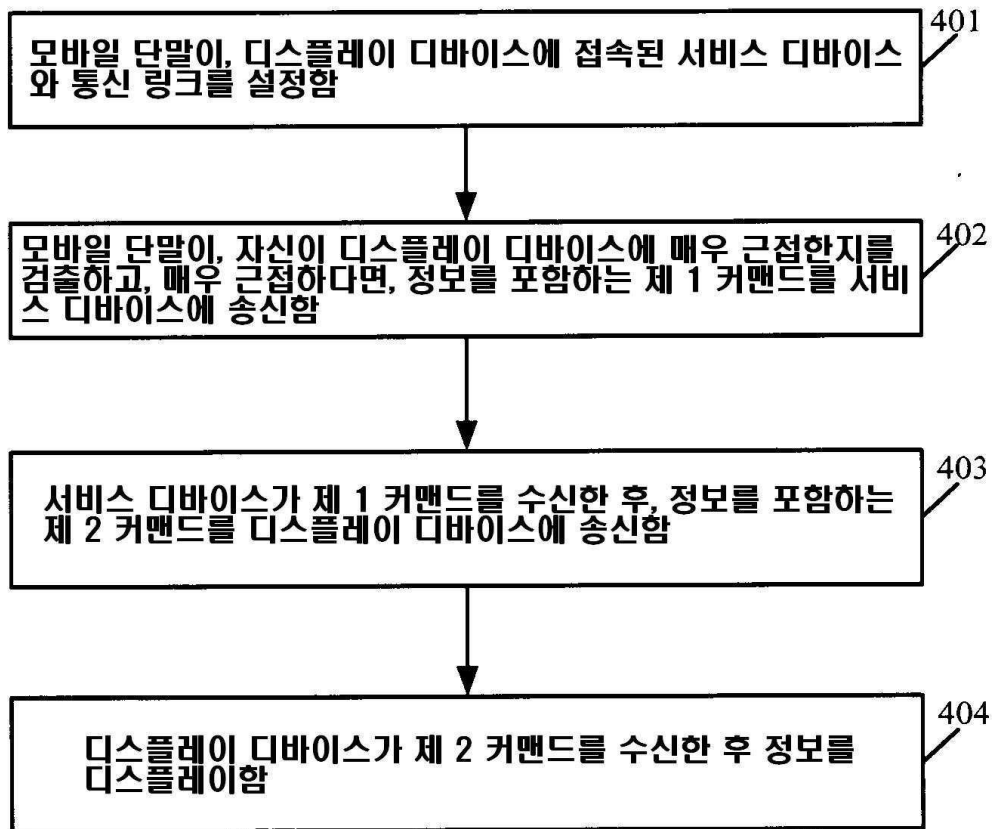 401
모바일 단말이, 디스플레이 디바이스에 접속된 서비스 디바이스
와 통신 링크를 설정함
402
모바일 단말이, 자신이 디스플레이 디바이스에 매우 근접한지를
검출하고, 매우 근접하다면, 정보를 포함하는 제 1 커맨드를 서비
스 디바이스에 송신함
403
서비스 디바이스가 제 1 커맨드를 수신한 후, 정보를 포함하는
제 2 커맨드를 디스플레이 디바이스에 송신함
404
디스플레이 디바이스가 제 2 커맨드를 수신한 후 정보를
디스플레이함